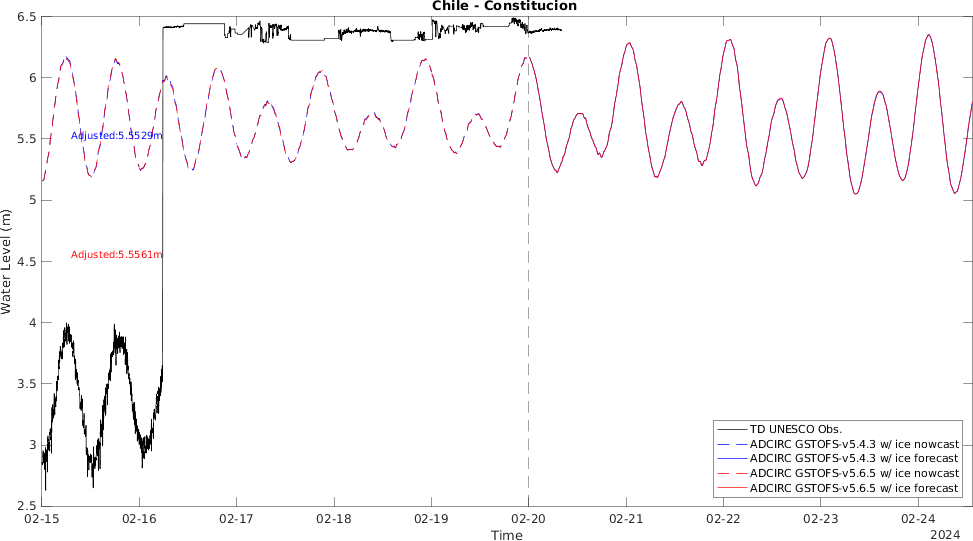 Chile - Constitucion
6.5
6
5.5
5
4.5
4
3.5
3
2.5
Water Level (m)
Adjusted:5.5529m
Adjusted:5.5561m
TD UNESCO Obs.
ADCIRC GSTOFS-v5.4.3 w/ ice nowcast
ADCIRC GSTOFS-v5.4.3 w/ ice forecast
ADCIRC GSTOFS-v5.6.5 w/ ice nowcast
ADCIRC GSTOFS-v5.6.5 w/ ice forecast
02-15 02-16 02-17 02-18 02-19 02-20 02-21 02-22 02-23 02-24
Time
2024